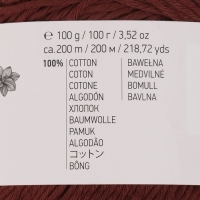 ℮ 100 g / 100 г / 3,52 oz
ca.200 m / 200 м / 218,72 yds
100% COTTON BAWEŁNA
COTON MEDVILNĖ
COTONE BOMULL
ALGODÓN BAVLNA
ХЛОПОК
BAUMWOLLE
PAMUK
ALGODÃO
コットン
BÔNG